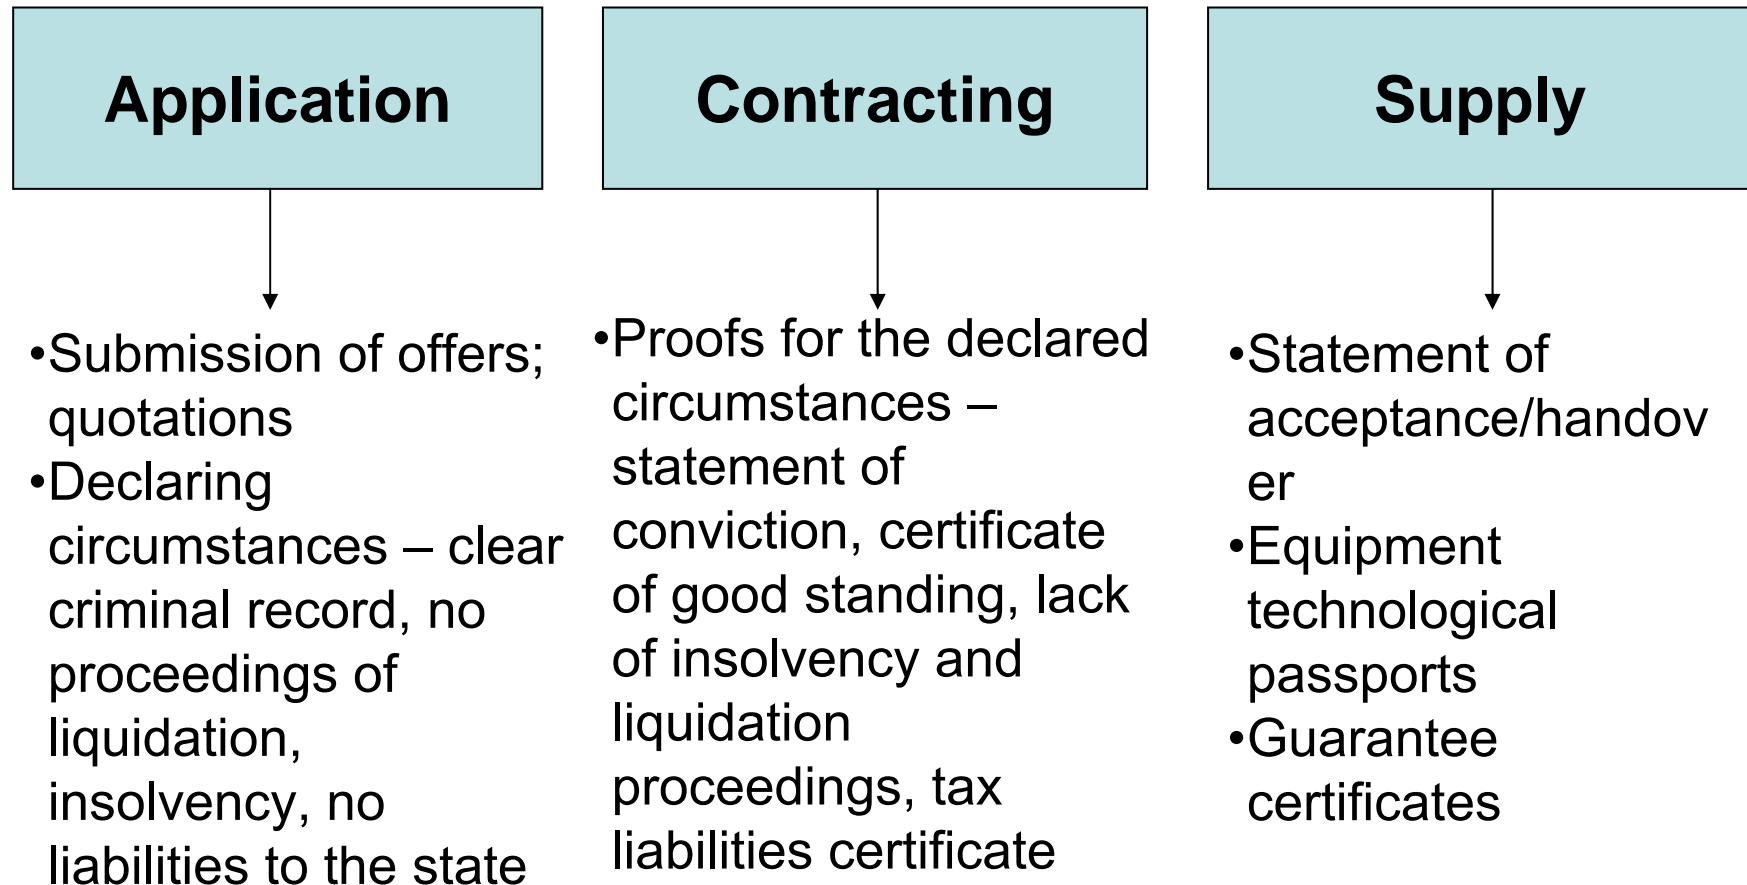 Application
•Submission of offers;
quotations
•Declaring
circumstances – clear
criminal record, no
proceedings of
liquidation,
insolvency, no
liabilities to the state
Contracting
•Proofs for the declared
circumstances –
statement of
conviction, certificate
of good standing, lack
of insolvency and
liquidation
proceedings, tax
liabilities certificate
Supply
•Statement of
acceptance/handov
er
•Equipment
technological
passports
•Guarantee
certificates